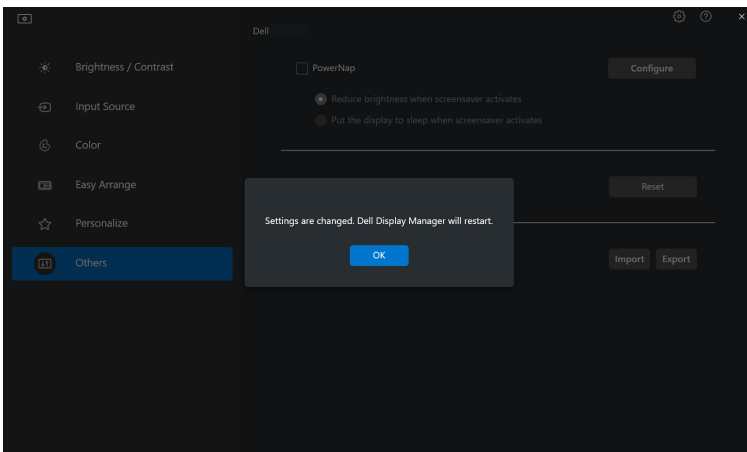 Dell
Brightness / Contrast
Input Source
Color
Easy Arrange
Personalize
Others
PowerNap
Configure
Reduce brightness when screensaver activates
Put the display to sleep when screensaver activates
Reset
Settings are changed. Dell Display Manager will restart.
OK
Import Export